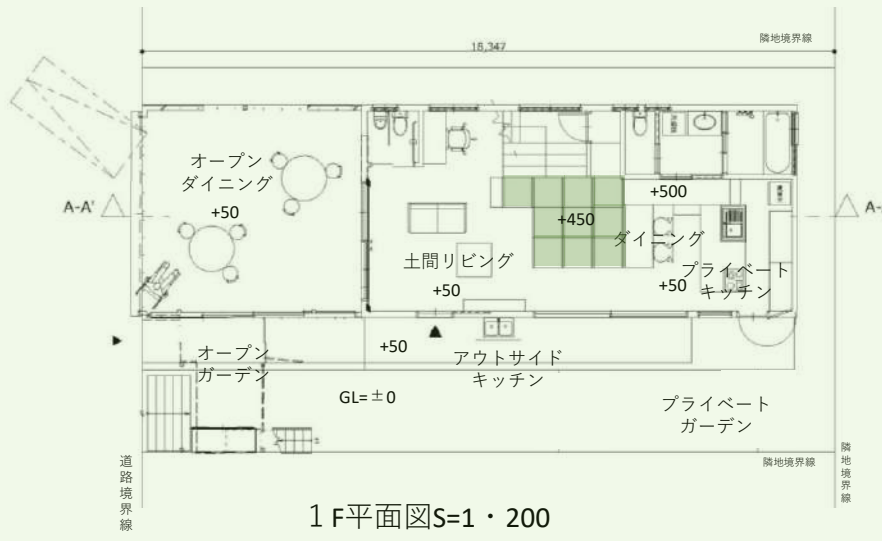 隣地境界線
18,347
オープン
ダイニング
+50
A-A'
A-
+500
+450
ダイニング
土間リビング
+50
+50
プライベート
キッチン
オープン
ガーデン
+50
アウトサイド
キッチン
GL=±0
プライベート
ガーデン
道路境界線
隣地境界線
隣地境界線
1F平面図S=1・200